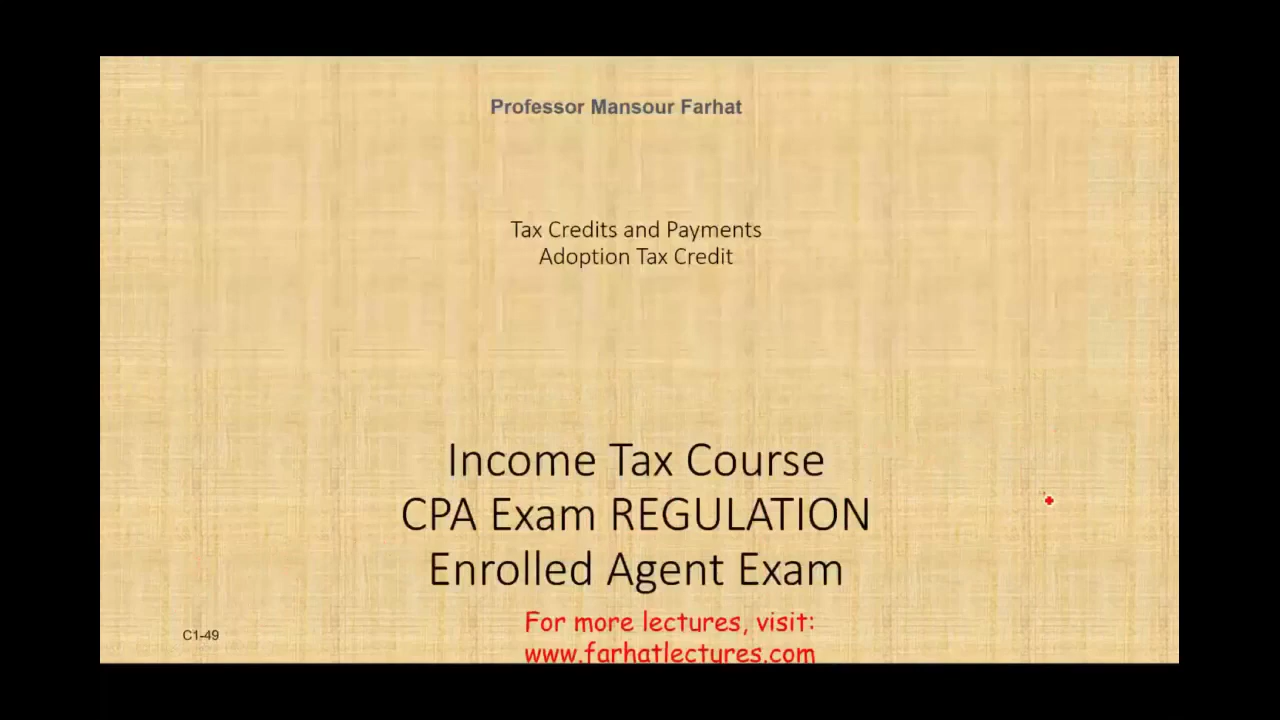 Professor Mansour Farhat
Tax Credits and Payments
Adoption Tax Credit
Income Tax Course
CPA Exam REGULATION
Enrolled Agent Exam
For more lectures, visit:
www.farhatlectures.com
C1-49